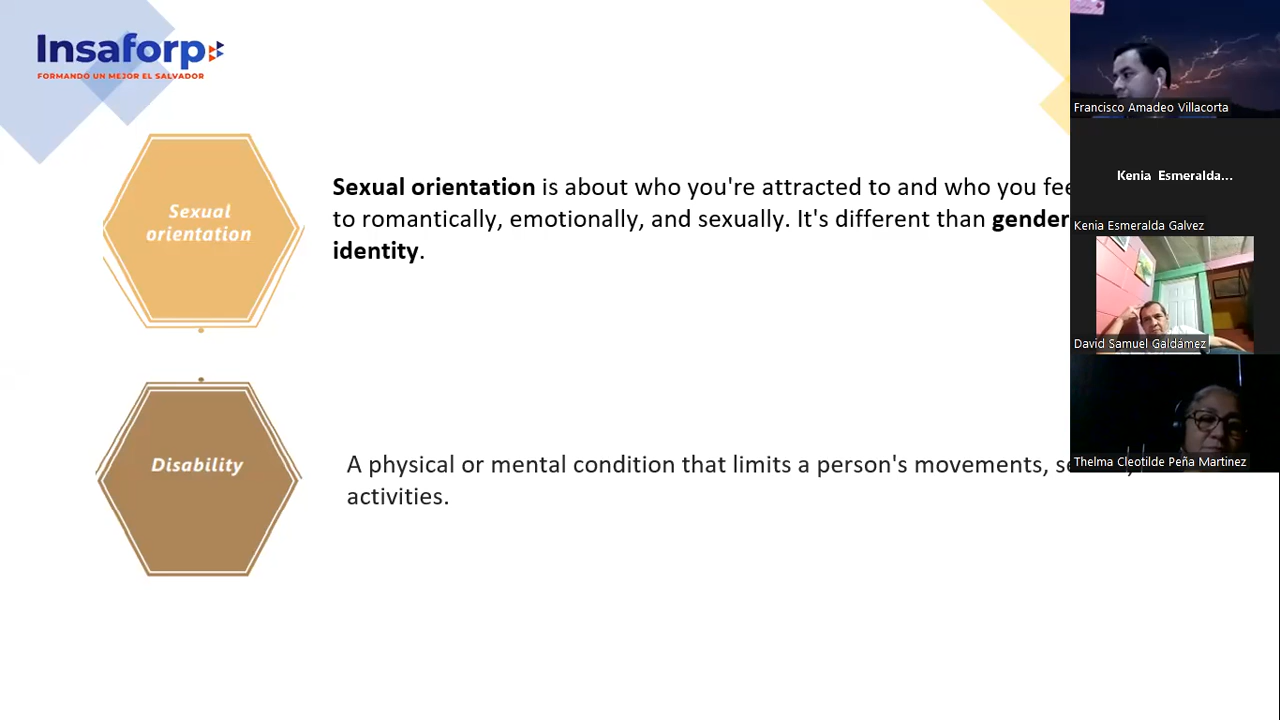 Insaforp
FORMANDO UN MEJOR EL SALVADOR
Sexual
orientation
Sexual orientation is about who you're attracted to and who you
to romantically, emotionally, and sexually. It's different than gender
identity.
Disability
A physical or mental condition that limits a person's movements,
activities.
Francisco Amadeo Villacorta
Kenia Esmeralda...
Kenia Esmeralda Galvez
David Samuel Galdámez
Thelma Cleotilde Peña Martinez